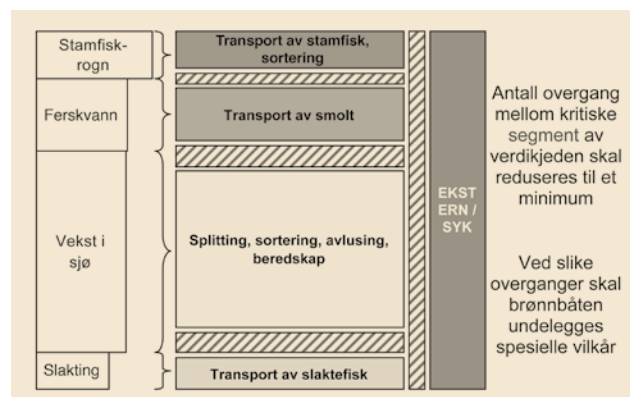 Stamfisk-
rogn
Ferskvann
Vekst i
sjø
Slakting
Transport av stamfisk,
sortering
Transport av smolt
Splitting, sortering, avlusing,
beredskap
Transport av slaktefisk
EKST
ERN /
SYK
Antall overgang
mellom kritiske
segment av
verdikjeden skal
reduseres til et
minimum
Ved slike
overganger skal
brønnbåten
undelegges
spesielle vilkår